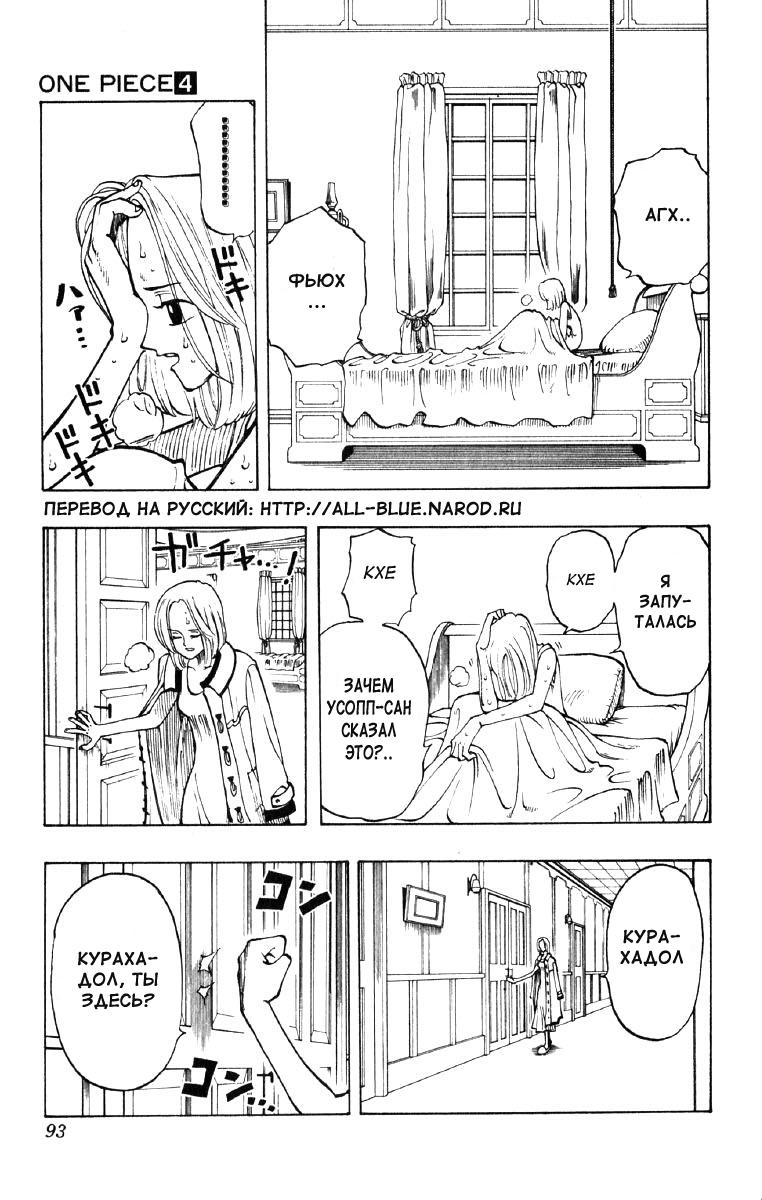 ONE PIECE 4
АГХ..
ФЬЮХ
...
..........
ドキ
ハァ…
ドキ
ドキ
ПЕРЕВОД НА РУССКИЙ: HTTP://ALL-BLUE.NAROD.RU
Я
ЗАПУ-
ТАЛАСЬ
КХЕ
КХЕ
ЗАЧЕМ
УСОПП-САН
СКАЗАЛ
ЭТО?..
ガチャ…!
КУРА-
ХАДОЛ
コン
КУРАХА-
ДОЛ, ТЫ
ЗДЕСЬ?
コン…
93